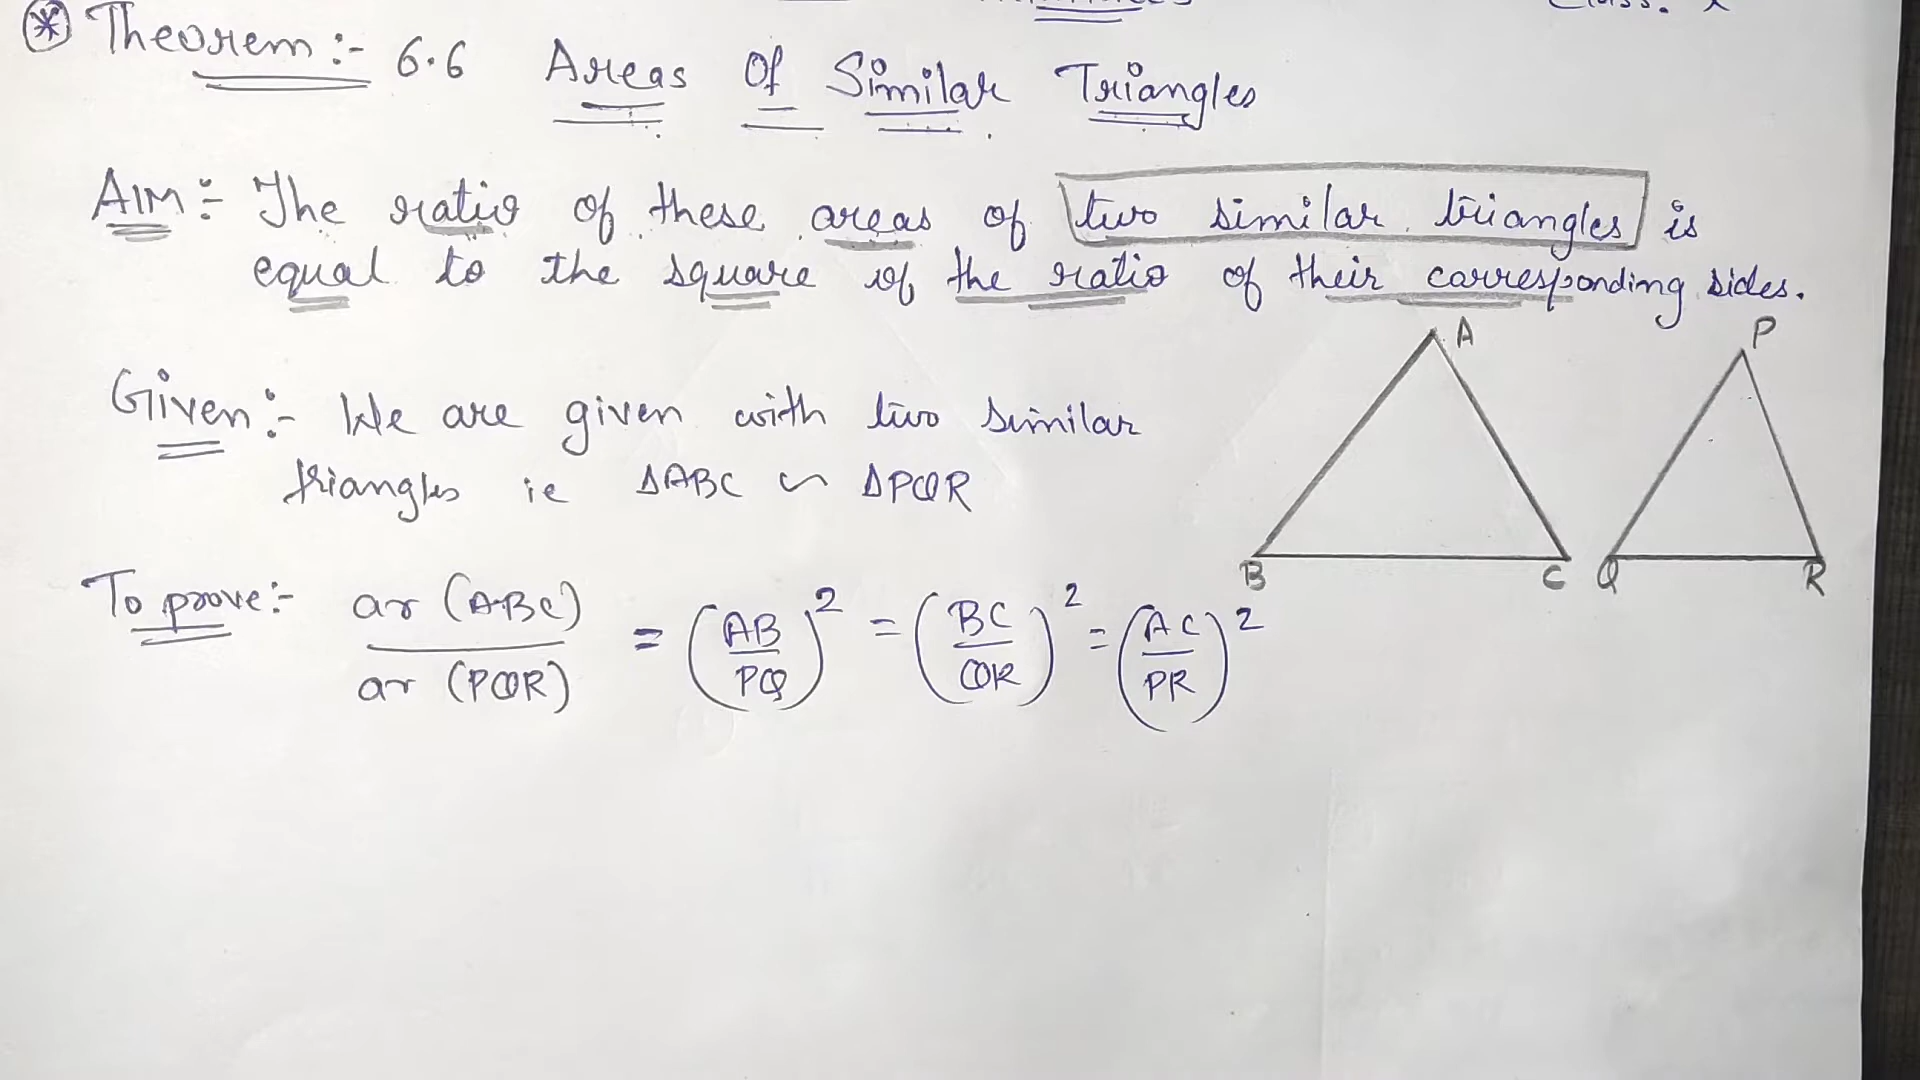 Class. X
Theorem :- 6.6 Areas Of Similar Triangles
AIM :- The ratio of these areas of two similar triangles is
equal to the square of the ratio of their corresponding sides.
A
P
Given :- We are given with two similar
triangles ie ΔABC ∽ ΔPQR
B C Q R
To prove :- ar (ABC) / ar (PQR) = (AB/PQ)² = (BC/QR)² = (AC/PR)²